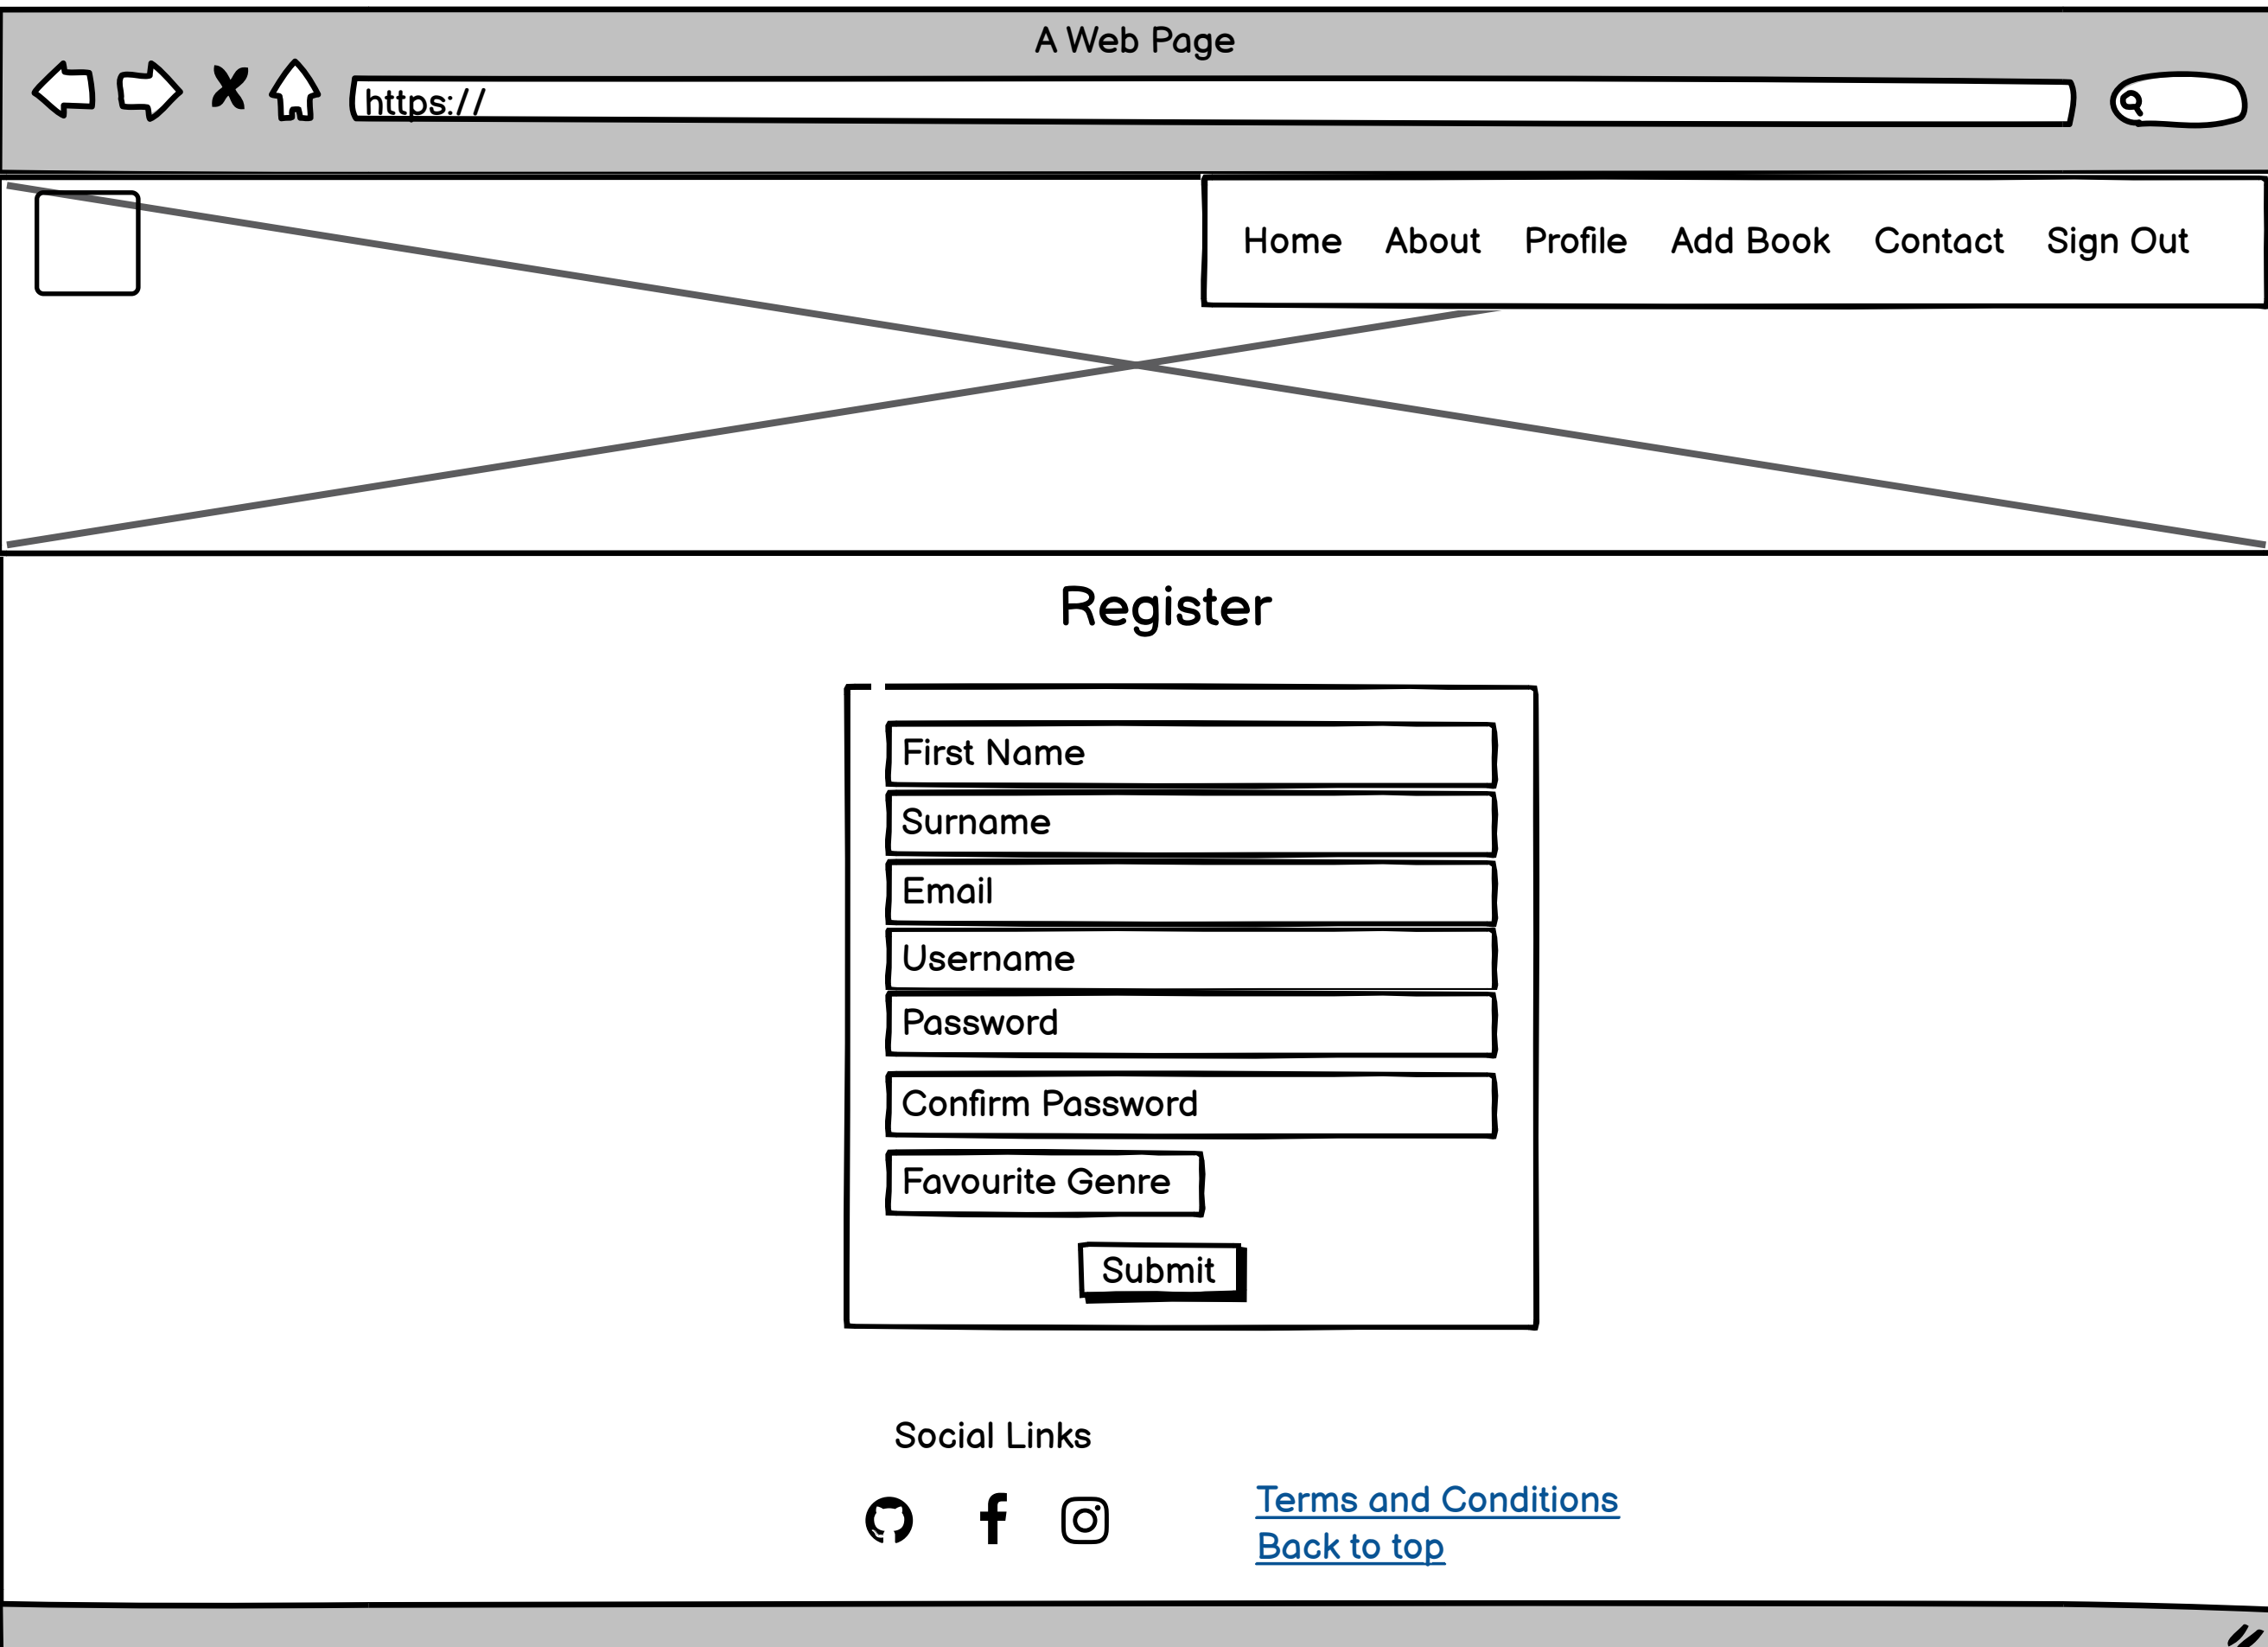 A Web Page
https://
Home About Profile Add Book Contact Sign Out
Register
First Name
Surname
Email
Username
Password
Confirm Password
Favourite Genre
Submit
Social Links
Terms and Conditions
Back to top